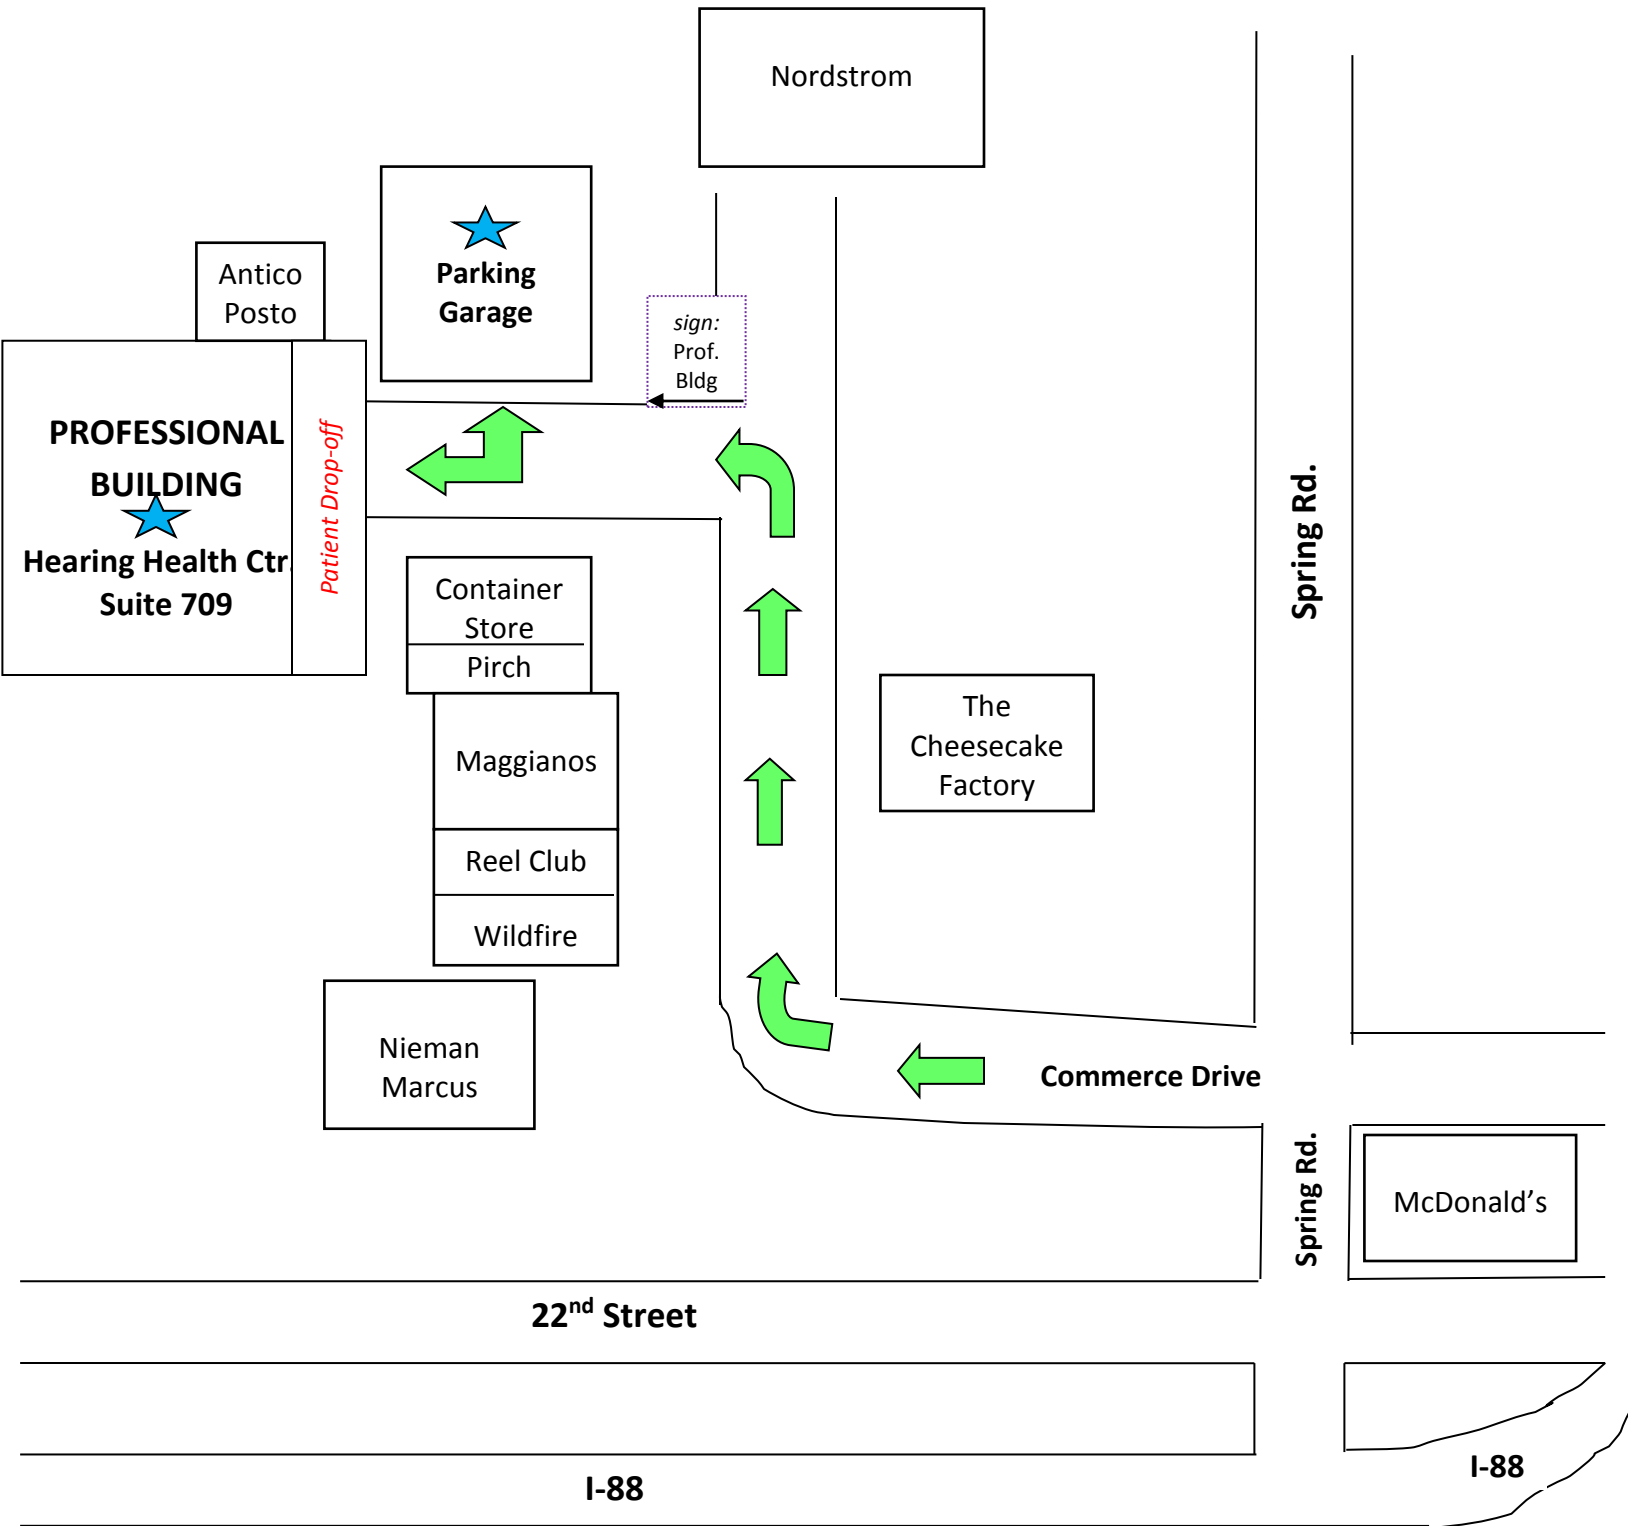 Nordstrom
Parking
Garage
Antico
Posto
sign:
Prof.
Bldg
PROFESSIONAL
BUILDING
Hearing Health Ctr.
Suite 709
Patient Drop-off
Spring Rd.
Container
Store
Pirch
The
Cheesecake
Factory
Maggianos
Reel Club
Wildfire
Nieman
Marcus
Commerce Drive
Spring Rd.
McDonald’s
22nd Street
I-88
I-88